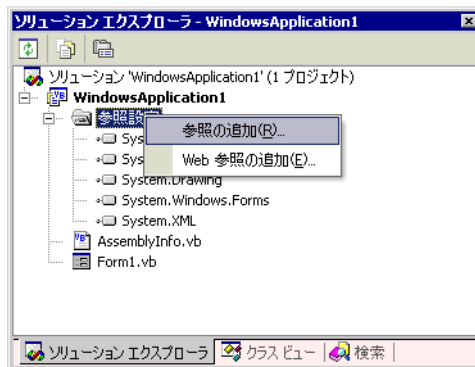 ソリューション エクスプローラ - WindowsApplication1
ソリューション 'WindowsApplication1' (1 プロジェクト)
WindowsApplication1
参照設定
参照の追加(R)...
Sys
Sys
Web 参照の追加(E)...
System.Drawing
System.Windows.Forms
System.XML
AssemblyInfo.vb
Form1.vb
ソリューション エクスプローラ クラス ビュー 検索